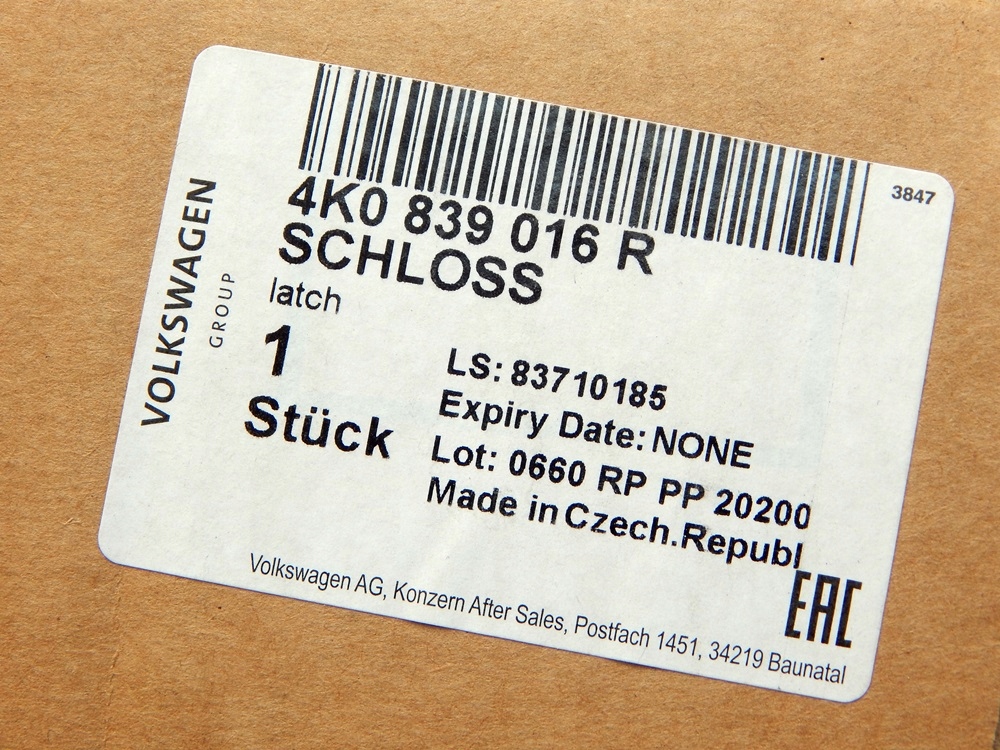 3847
4K0 839 016 R
SCHLOSS
latch
1
Stück
LS: 83710185
Expiry Date: NONE
Lot: 0660 RP PP 20200
Made in Czech.Republ
EAC
Volkswagen AG, Konzern After Sales, Postfach 1451, 34219 Baunatal
VOLKSWAGEN
GROUP